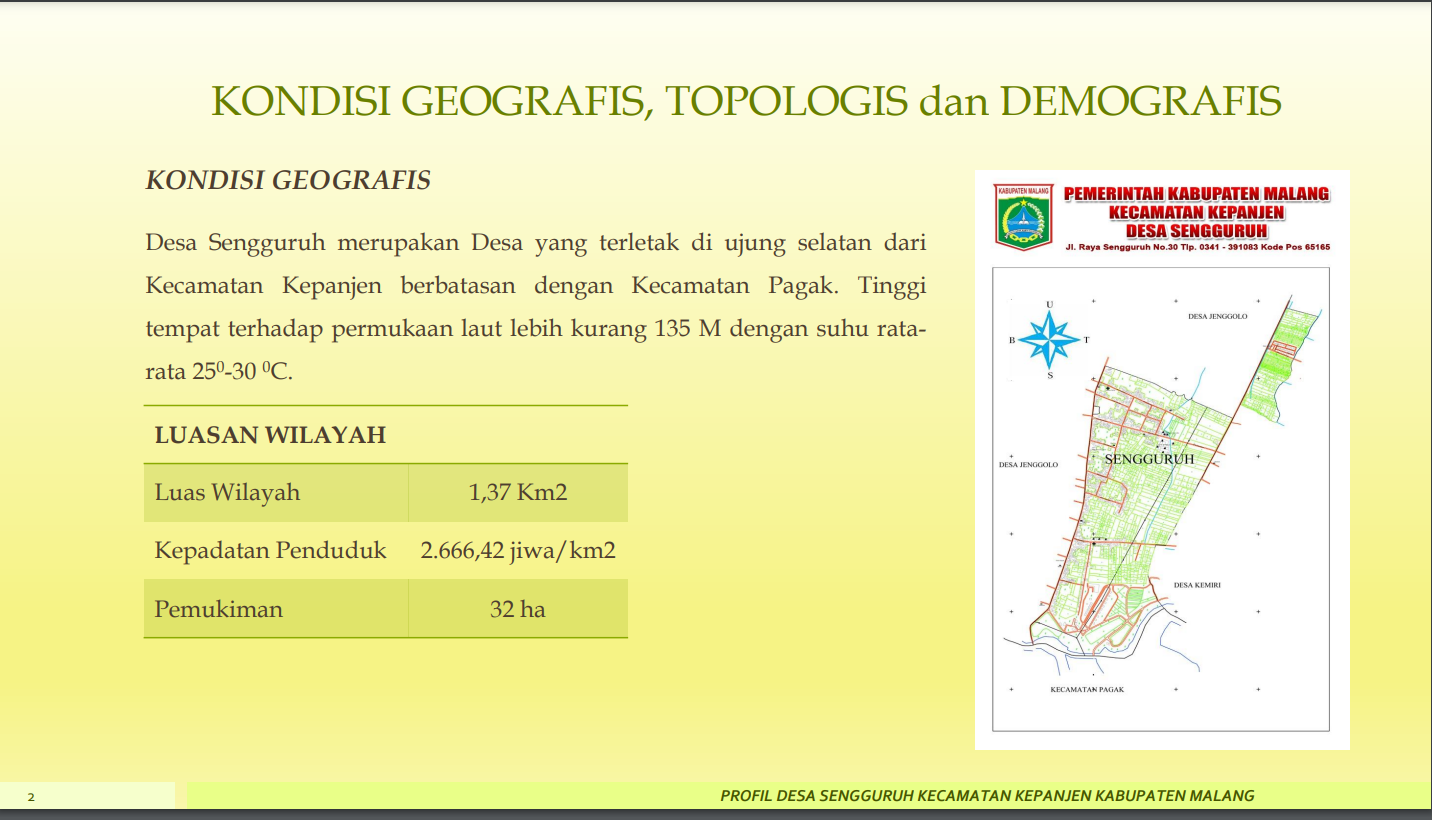 KONDISI GEOGRAFIS, TOPOLOGIS dan DEMOGRAFIS
KONDISI GEOGRAFIS
Desa Sengguruh merupakan Desa yang terletak di ujung selatan dari
Kecamatan Kepanjen berbatasan dengan Kecamatan Pagak. Tinggi
tempat terhadap permukaan laut lebih kurang 135 M dengan suhu rata-
rata 25⁰-30 ⁰C.
LUASAN WILAYAH
Luas Wilayah 1,37 Km2
Kepadatan Penduduk 2.666,42 jiwa/km2
Pemukiman 32 ha
KABUPATEN MALANG
PEMERINTAH KABUPATEN MALANG
KECAMATAN KEPANJEN
DESA SENGGURUH
Jl. Raya Sengguruh No.30 Tlp. 0341 - 391083 Kode Pos 65165
U
B T
S
DESA JENGGOLO
DESA JENGGOLO
SENGGURUH
DESA KEMIRI
KECAMATAN PAGAK
2
PROFIL DESA SENGGURUH KECAMATAN KEPANJEN KABUPATEN MALANG